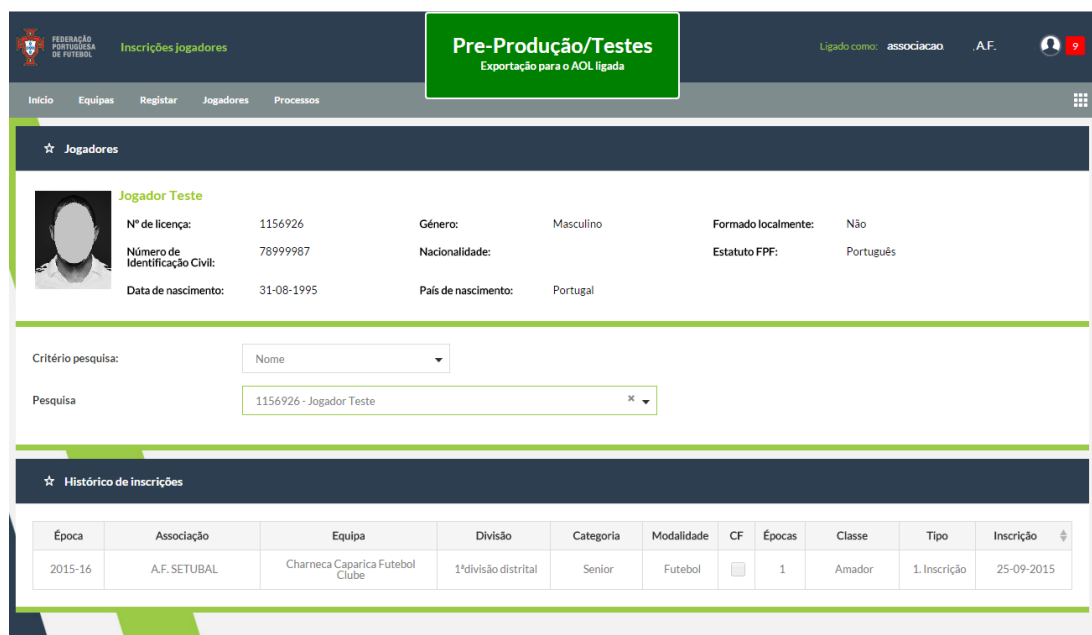 FEDERAÇÃO
PORTUGUESA
DE FUTEBOL
Inscrições jogadores
Pre-Produção/Testes
Exportação para o AOL ligada
Ligado como: associacao .A.F. 9
Início Equipas Registar Jogadores Processos
Jogadores
Jogador Teste
Nº de licença: 1156926 Género: Masculino Formado localmente: Não
Número de Identificação Civil: 78999987 Nacionalidade: Estatuto FPF: Português
Data de nascimento: 31-08-1995 País de nascimento: Portugal
Critério pesquisa: Nome
Pesquisa 1156926 - Jogador Teste
Histórico de inscrições
Época Associação Equipa Divisão Categoria Modalidade CF Épocas Classe Tipo Inscrição
2015-16 A.F. SETUBAL Charneca Caparica Futebol Clube 1ªdivisão distrital Senior Futebol 1 Amador 1. Inscrição 25-09-2015